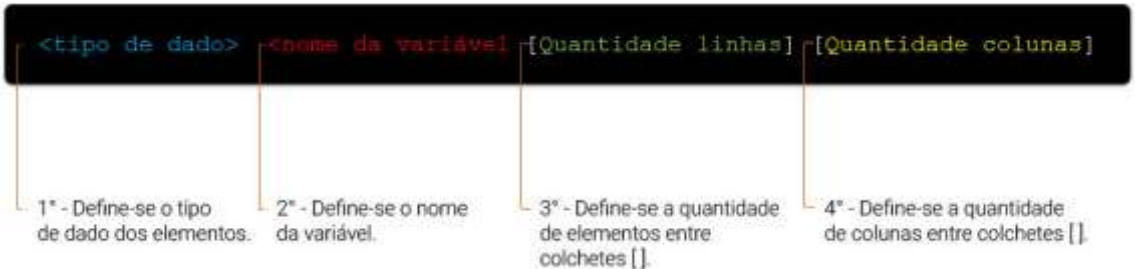 <tipo de dado> <nome da variável [Quantidade linhas] [Quantidade colunas]
1° - Define-se o tipo
de dado dos elementos.
2° - Define-se o nome
da variável.
3° - Define-se a quantidade
de elementos entre
colchetes [ ].
4° - Define-se a quantidade
de colunas entre colchetes [ ].